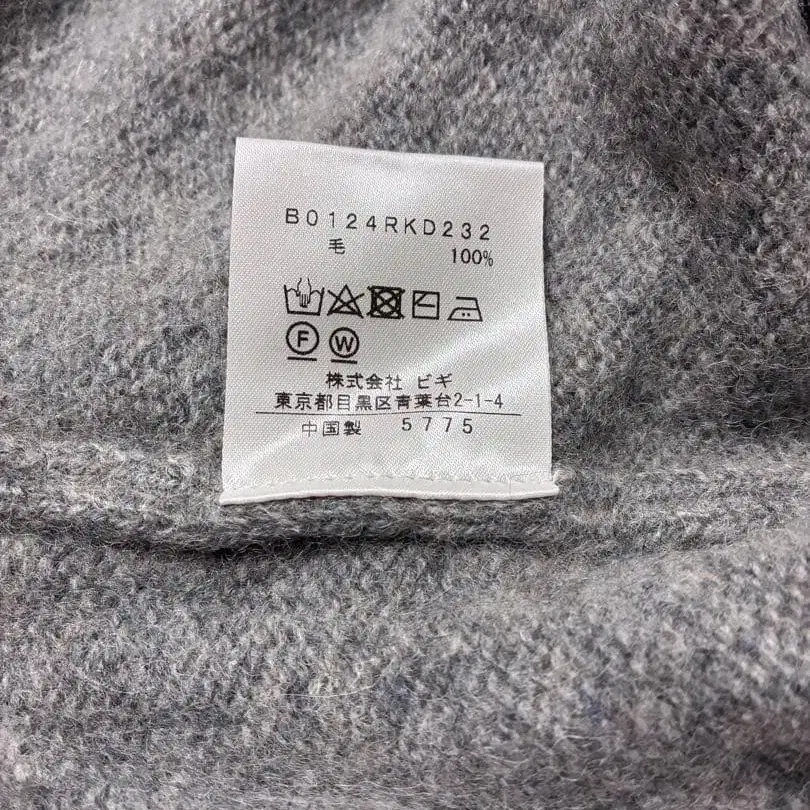 B0124RKD232
毛 100%
F W
株式会社 ビギ
東京都目黒区青葉台2-1-4
中国製 5775